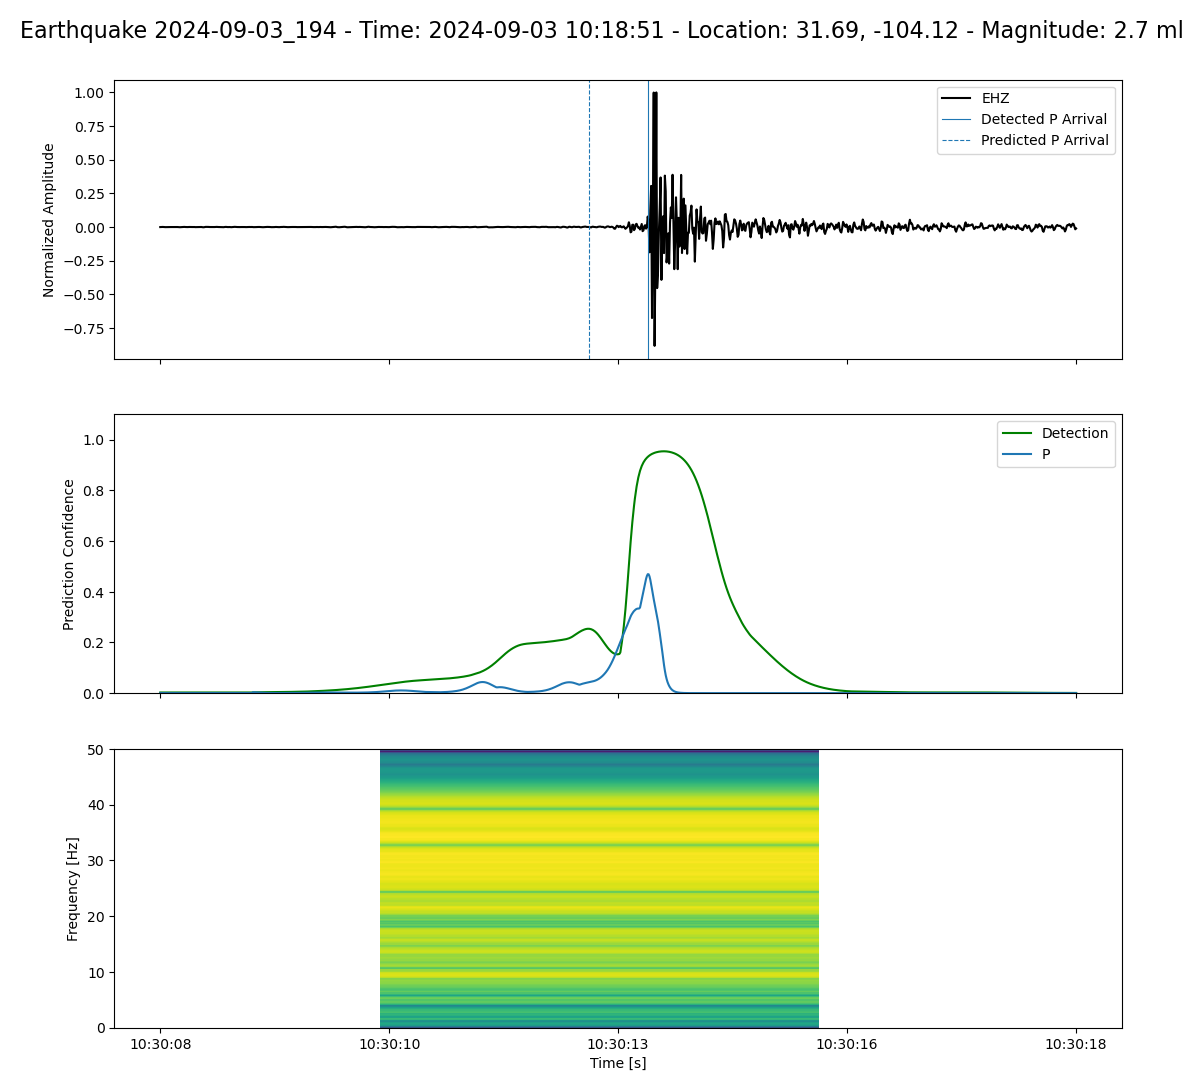 Earthquake 2024-09-03_194 - Time: 2024-09-03 10:18:51 - Location: 31.69, -104.12 - Magnitude: 2.7 ml
1.00
0.75
0.50
0.25
0.00
−0.25
−0.50
−0.75
Normalized Amplitude
EHZ
Detected P Arrival
Predicted P Arrival
1.0
0.8
0.6
0.4
0.2
0.0
Prediction Confidence
Detection
P
50
40
30
20
10
0
Frequency [Hz]
10:30:08
10:30:10
10:30:13
10:30:16
10:30:18
Time [s]